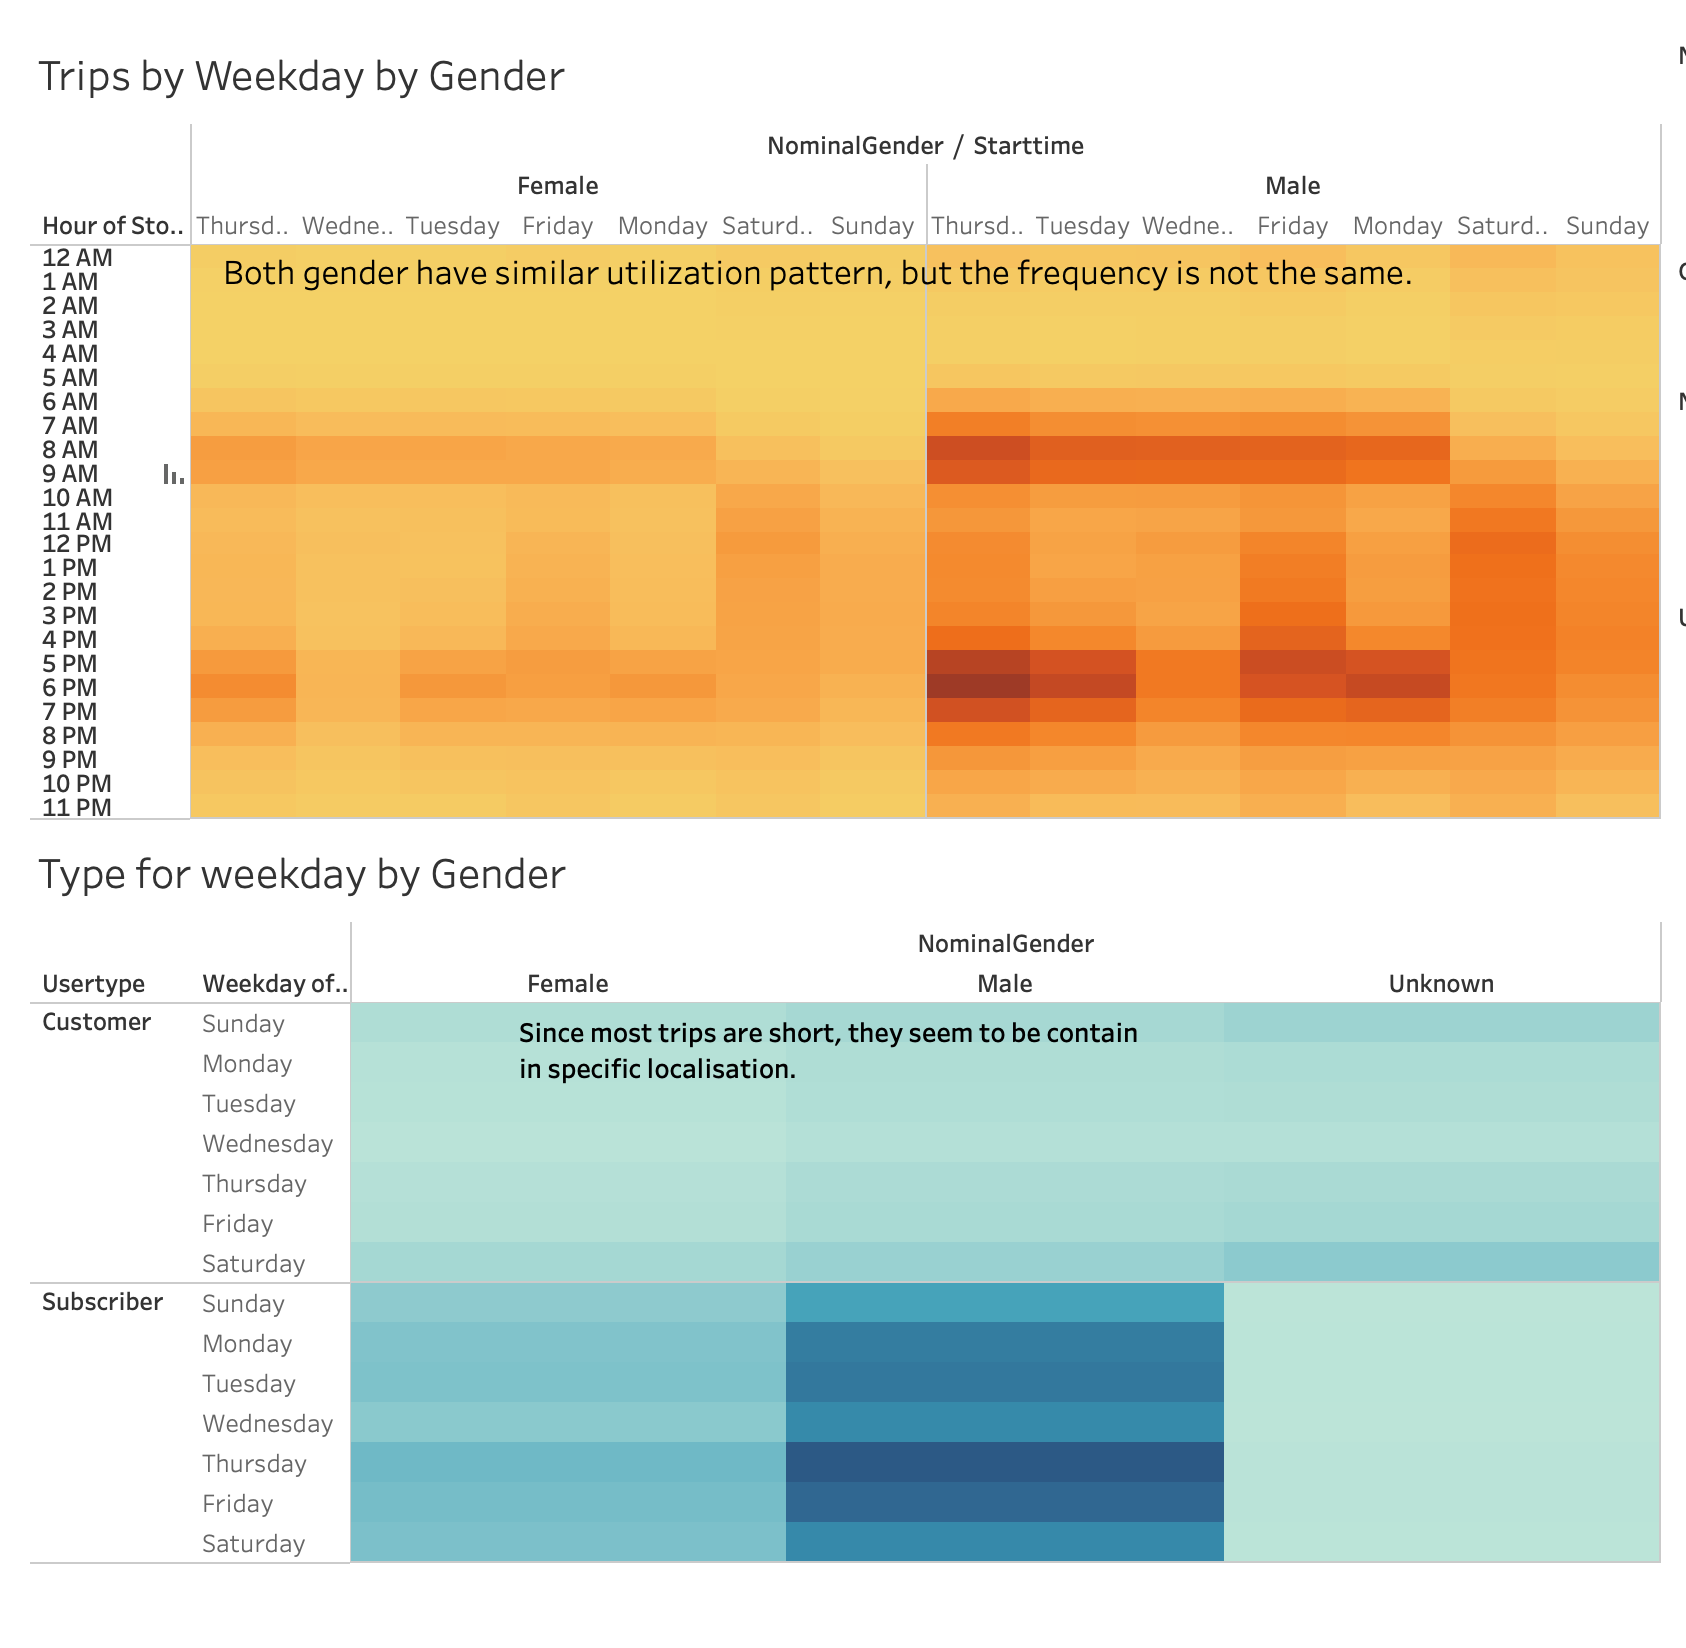 Trips by Weekday by Gender
NominalGender / Starttime
Female Male
Hour of Sto.. Thursd.. Wedne.. Tuesday Friday Monday Saturd.. Sunday Thursd.. Tuesday Wedne.. Friday Monday Saturd.. Sunday
12 AM
Both gender have similar utilization pattern, but the frequency is not the same.
1 AM
2 AM
3 AM
4 AM
5 AM
6 AM
7 AM
8 AM
9 AM
10 AM
11 AM
12 PM
1 PM
2 PM
3 PM
4 PM
5 PM
6 PM
7 PM
8 PM
9 PM
10 PM
11 PM
Type for weekday by Gender
NominalGender
Usertype Weekday of.. Female Male Unknown
Customer Sunday
Since most trips are short, they seem to be contain
in specific localisation.
Monday
Tuesday
Wednesday
Thursday
Friday
Saturday
Subscriber Sunday
Monday
Tuesday
Wednesday
Thursday
Friday
Saturday